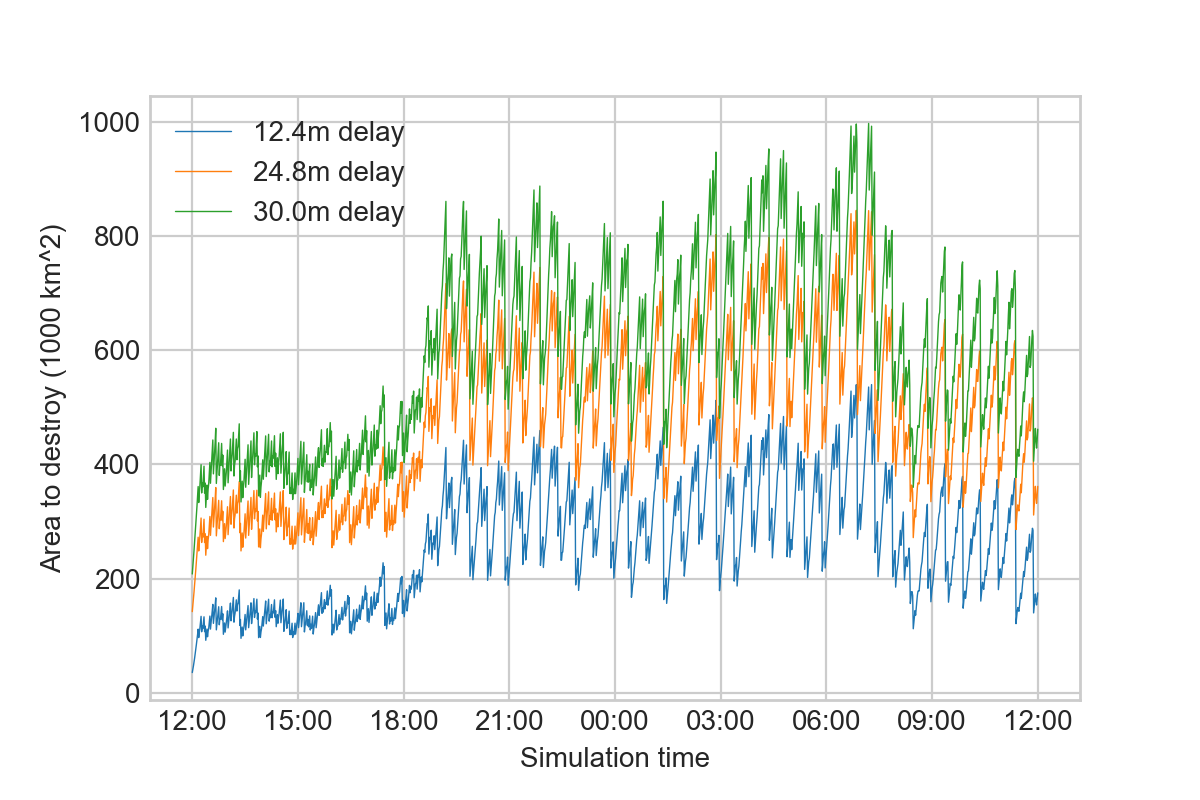 1000
800
600
400
200
0
Area to destroy (1000 km^2)
12.4m delay
24.8m delay
30.0m delay
12:00 15:00 18:00 21:00 00:00 03:00 06:00 09:00 12:00
Simulation time